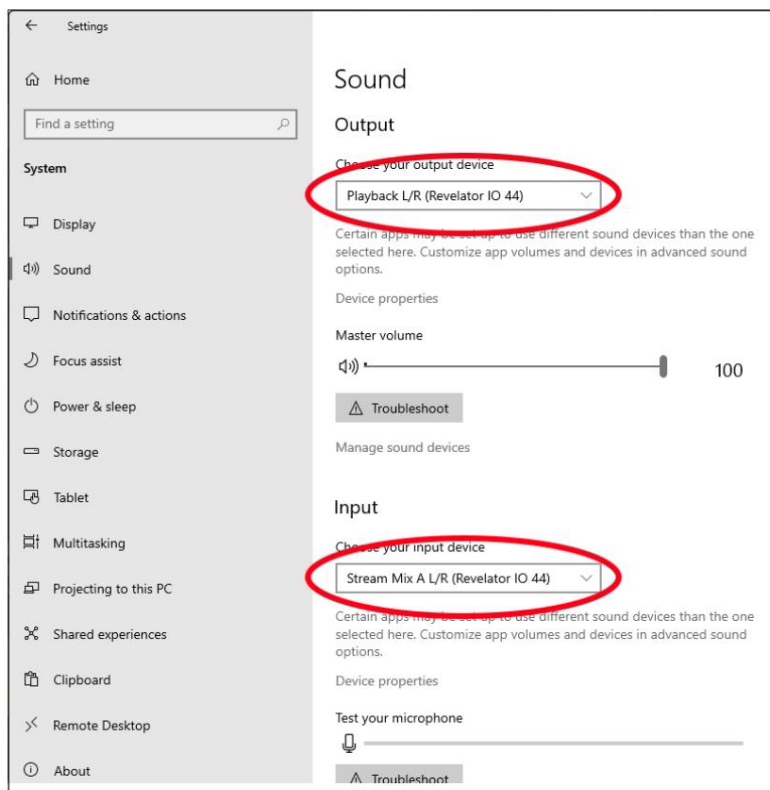 Settings
Home
Find a setting
System
Display
Sound
Notifications & actions
Focus assist
Power & sleep
Storage
Tablet
Multitasking
Projecting to this PC
Shared experiences
Clipboard
Remote Desktop
About
Sound
Output
Choose your output device
Playback L/R (Revelator IO 44)
Certain apps may be set up to use different sound devices than the one
selected here. Customize app volumes and devices in advanced sound
options.
Device properties
Master volume
100
Troubleshoot
Manage sound devices
Input
Choose your input device
Stream Mix A L/R (Revelator IO 44)
Certain apps may be set up to use different sound devices than the one
selected here. Customize app volumes and devices in advanced sound
options.
Device properties
Test your microphone
Troubleshoot